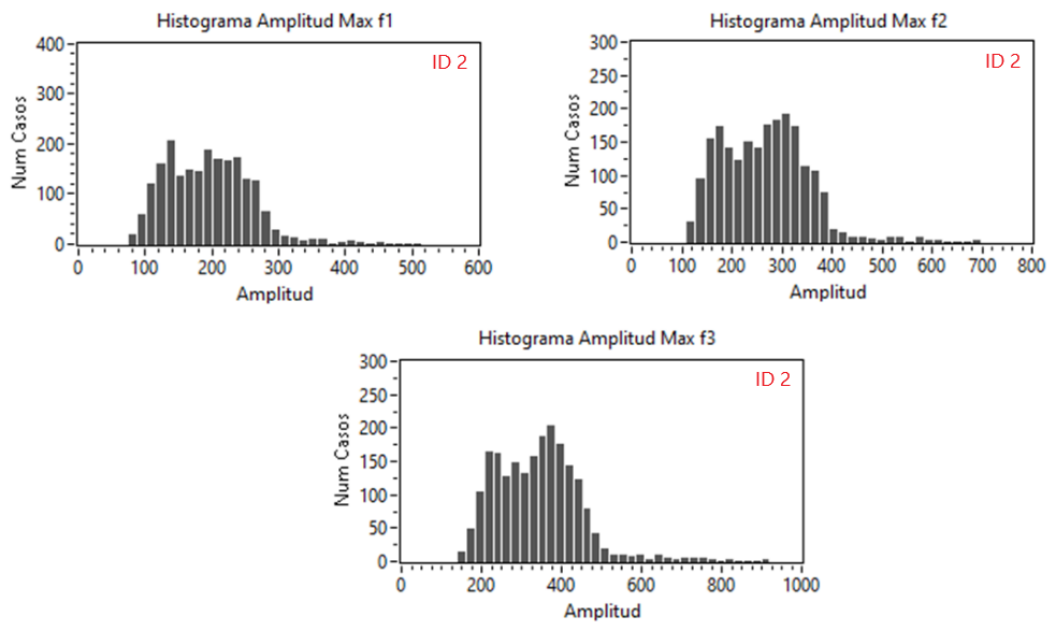 Histograma Amplitud Max f1
ID 2
Num Casos
400
300
200
100
0
0 100 200 300 400 500 600
Amplitud
Histograma Amplitud Max f2
ID 2
Num Casos
300
250
200
150
100
50
0
0 100 200 300 400 500 600 700 800
Amplitud
Histograma Amplitud Max f3
ID 2
Num Casos
300
250
200
150
100
50
0
0 200 400 600 800 1000
Amplitud